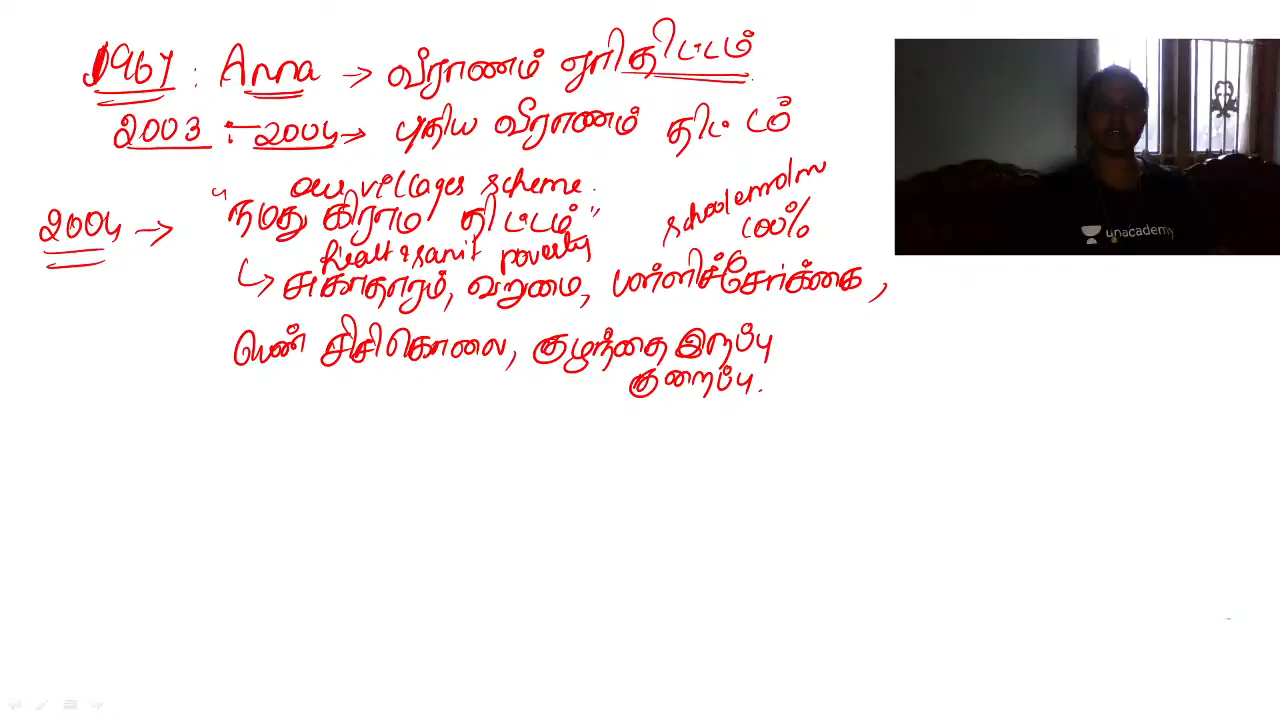 1967 : Anna → வீராணம் ஏரிதிட்டம்
2003 : - 2004 → புதிய வீராணம் திட்டம்
our villages scheme.
2004 → "நமது கிராம திட்டம்"
school enrolm 100%
healt & sanit poverty
↳ சுகாதாரம், வறுமை, பள்ளிச்சேர்க்கை,
பெண் சிசிகொலை, குழந்தை இறப்பு
குறைப்பு.
unacademy